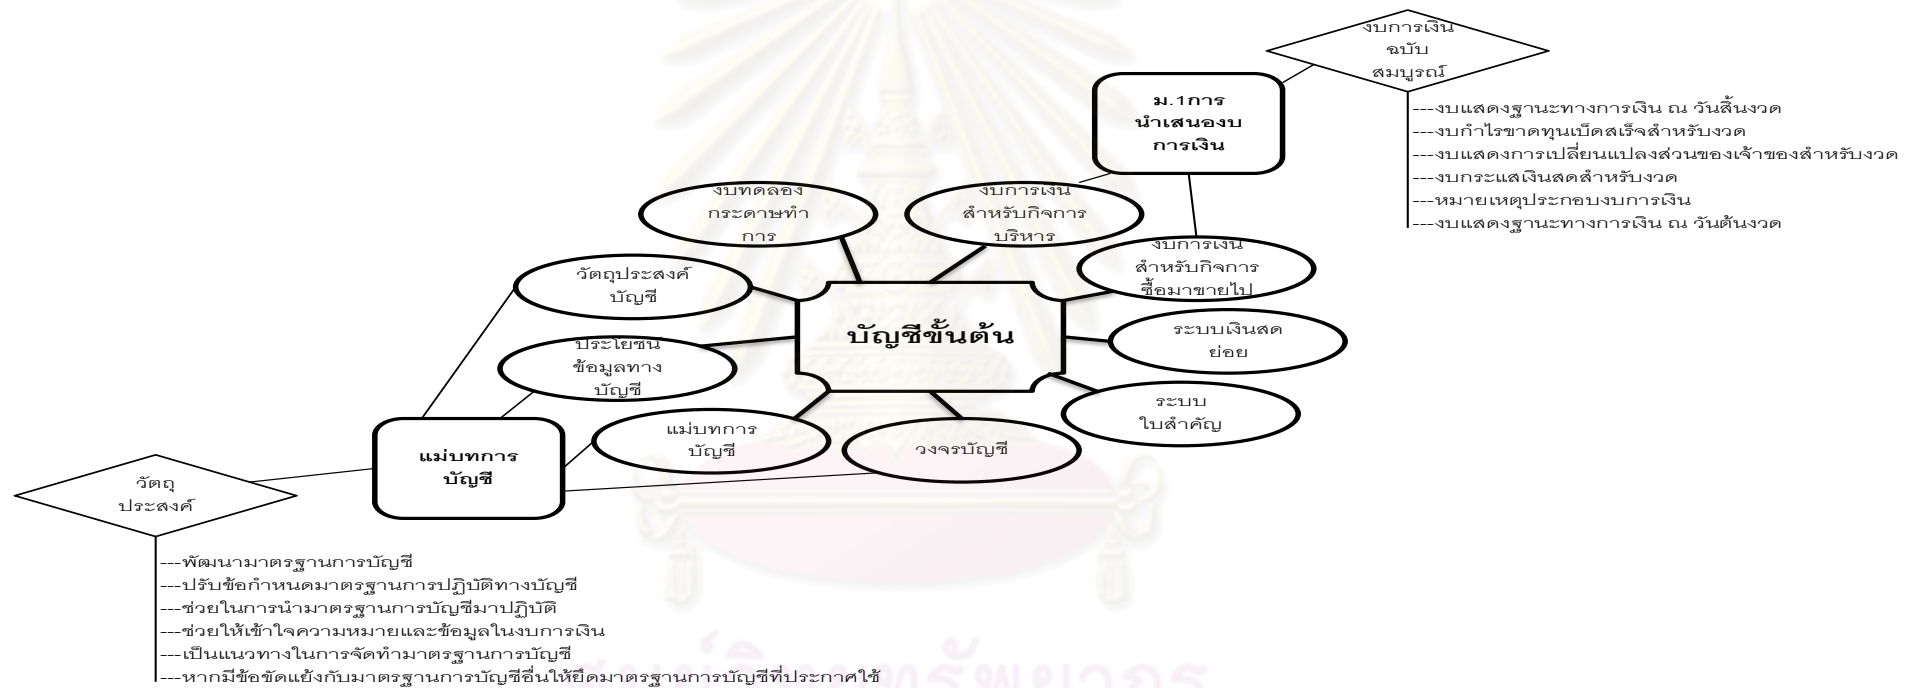 งบการเงิน
ฉบับ
สมบูรณ์
ม.1การ
นำเสนองบ
การเงิน
---งบแสดงฐานะทางการเงิน ณ วันสิ้นงวด
---งบกำไรขาดทุนเบ็ดสเร็จสำหรับงวด
---งบแสดงการเปลี่ยนแปลงส่วนของเจ้าของสำหรับงวด
---งบกระแสเงินสดสำหรับงวด
---หมายเหตุประกอบงบการเงิน
---งบแสดงฐานะทางการเงิน ณ วันต้นงวด
งบทดลอง
กระดาษทำ
การ
งบการเงิน
สำหรับกิจการ
บริหาร
งบการเงิน
สำหรับกิจการ
ซื้อมาขายไป
วัตถุประสงค์
บัญชี
บัญชีขั้นต้น
ระบบเงินสด
ย่อย
ประโยชน์
ข้อมูลทาง
บัญชี
ระบบ
ใบสำคัญ
แม่บทการ
บัญชี
วงจรบัญชี
แม่บทการ
บัญชี
วัตถุ
ประสงค์
---พัฒนามาตรฐานการบัญชี
---ปรับข้อกำหนดมาตรฐานการปฏิบัติทางบัญชี
---ช่วยในการนำมาตรฐานการบัญชีมาปฏิบัติ
---ช่วยให้เข้าใจความหมายและข้อมูลในงบการเงิน
---เป็นแนวทางในการจัดทำมาตรฐานการบัญชี
---หากมีข้อขัดแย้งกับมาตรฐานการบัญชีอื่นให้ยึดมาตรฐานการบัญชีที่ประกาศใช้
ศูนย์วิทยทรัพยากร